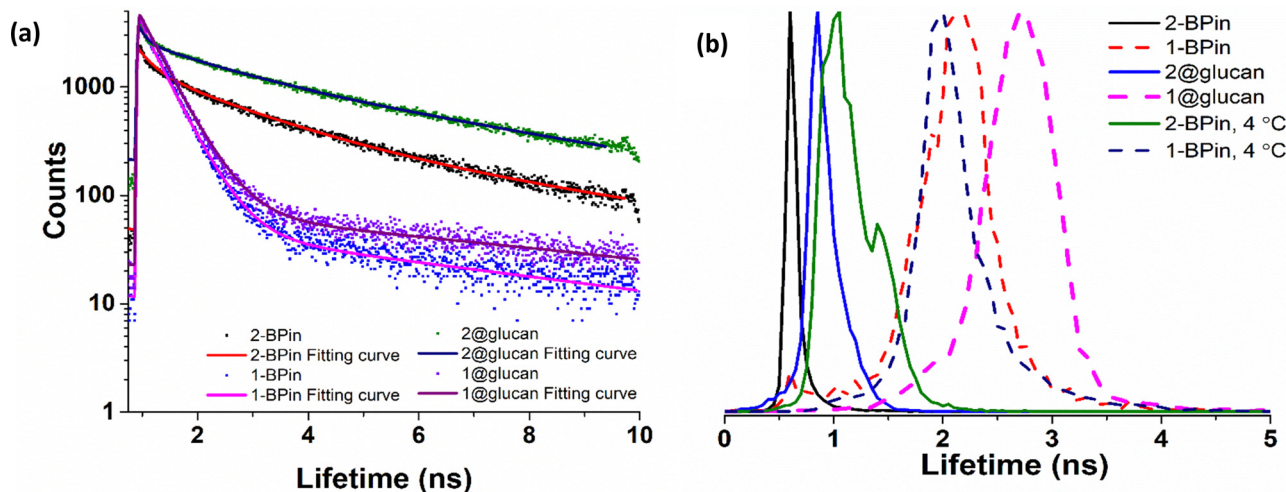 (a)
Counts
1000
100
10
1
2
4
6
8
10
Lifetime (ns)
2-BPin
2-BPin Fitting curve
1-BPin
1-BPin Fitting curve
2@glucan
2@glucan Fitting curve
1@glucan
1@glucan Fitting curve
(b)
2-BPin
1-BPin
2@glucan
1@glucan
2-BPin, 4 °C
1-BPin, 4 °C
0
1
2
3
4
5
Lifetime (ns)